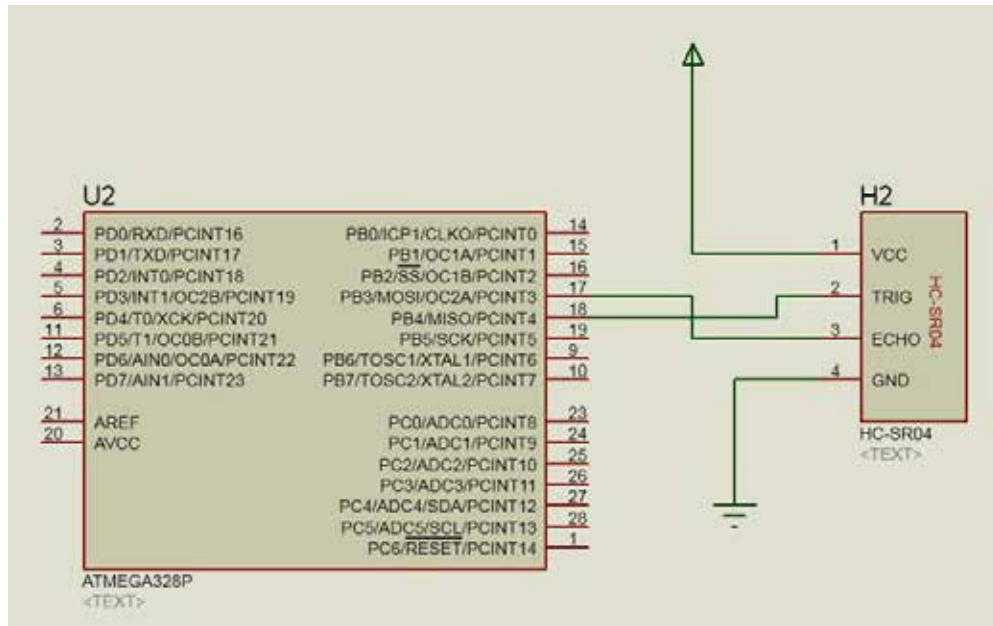 U2
2 PD0/RXD/PCINT16
3 PD1/TXD/PCINT17
4 PD2/INT0/PCINT18
5 PD3/INT1/OC2B/PCINT19
6 PD4/T0/XCK/PCINT20
11 PD5/T1/OC0B/PCINT21
12 PD6/AIN0/OC0A/PCINT22
13 PD7/AIN1/PCINT23
21 AREF
20 AVCC
PB0/ICP1/CLKO/PCINT0 14
PB1/OC1A/PCINT1 15
PB2/SS/OC1B/PCINT2 16
PB3/MOSI/OC2A/PCINT3 17
PB4/MISO/PCINT4 18
PB5/SCK/PCINT5 19
PB6/TOSC1/XTAL1/PCINT6 9
PB7/TOSC2/XTAL2/PCINT7 10
PC0/ADC0/PCINT8 23
PC1/ADC1/PCINT9 24
PC2/ADC2/PCINT10 25
PC3/ADC3/PCINT11 26
PC4/ADC4/SDA/PCINT12 27
PC5/ADC5/SCL/PCINT13 28
PC6/RESET/PCINT14 1
ATMEGA328P
<TEXT>
H2
1 VCC
2 TRIG
3 ECHO
4 GND
HC-SR04
HC-SR04
<TEXT>